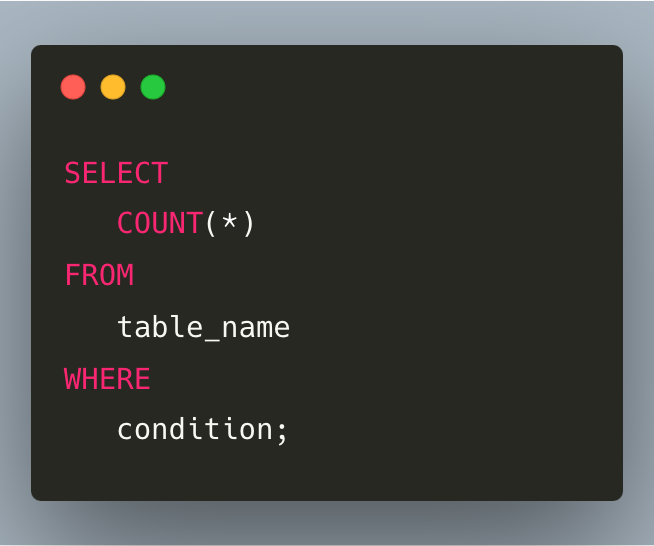 SELECT
COUNT(*)
FROM
table_name
WHERE
condition;